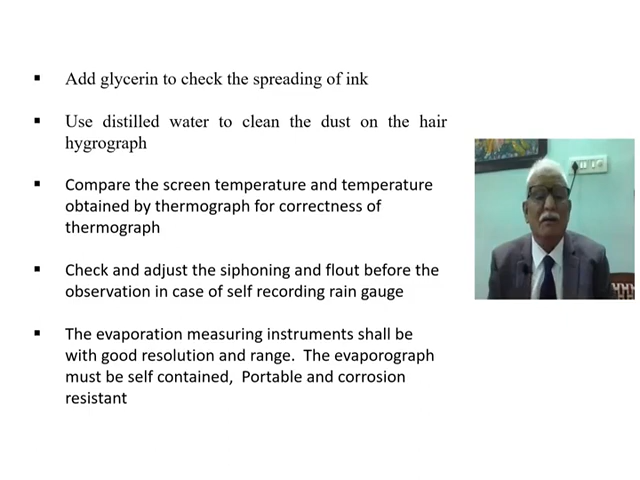 ▪ Add glycerin to check the spreading of ink
▪ Use distilled water to clean the dust on the hair
hygrograph
▪ Compare the screen temperature and temperature
obtained by thermograph for correctness of
thermograph
▪ Check and adjust the siphoning and flout before the
observation in case of self recording rain gauge
▪ The evaporation measuring instruments shall be
with good resolution and range. The evaporograph
must be self contained, Portable and corrosion
resistant